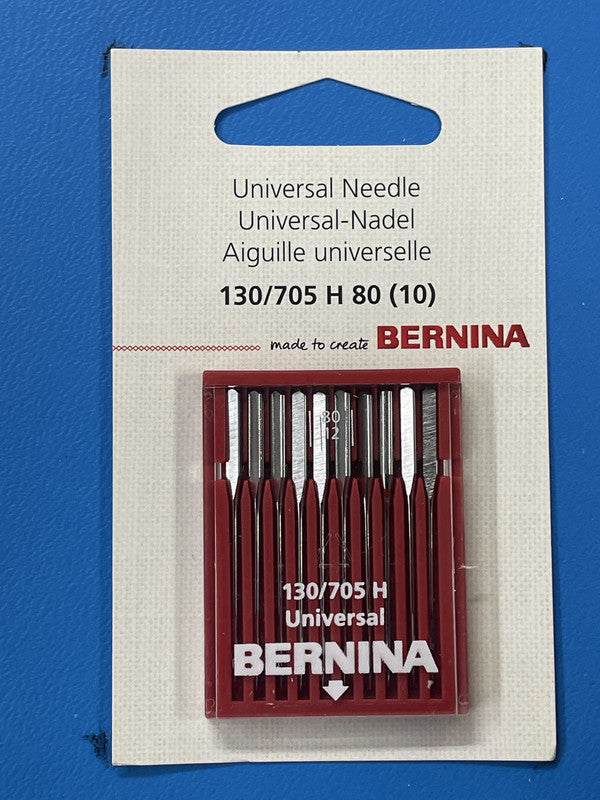 Universal Needle
Universal-Nadel
Aiguille universelle
130/705 H 80 (10)
made to create BERNINA
80
12
130/705 H
Universal
BERNINA